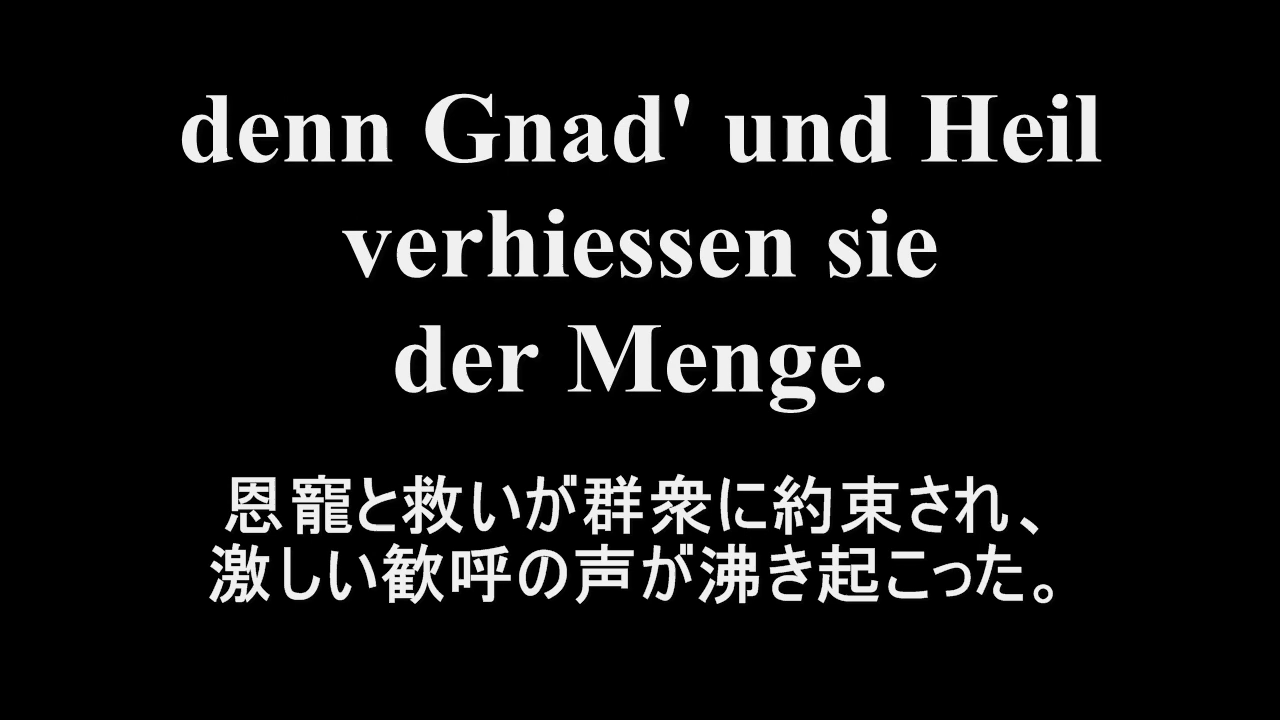 denn Gnad' und Heil
verhiessen sie
der Menge.
恩寵と救いが群衆に約束され、
激しい歓呼の声が沸き起こった。